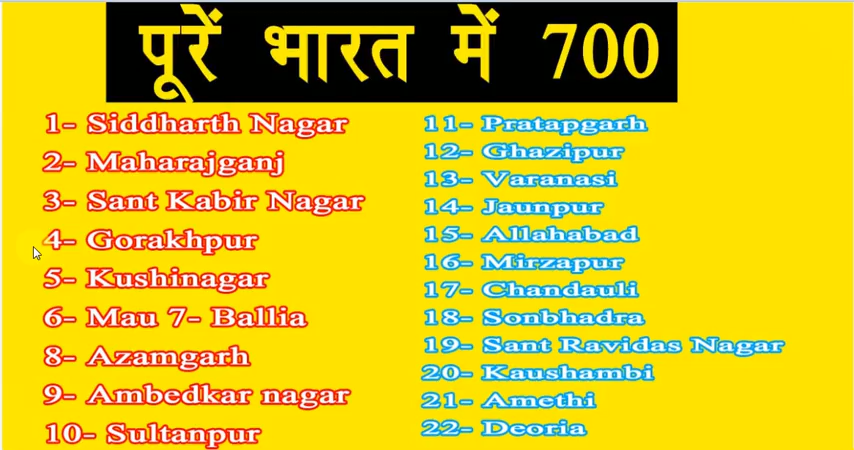 पूरें भारत में 700
1- Siddharth Nagar
2- Maharajganj
3- Sant Kabir Nagar
4- Gorakhpur
5- Kushinagar
6- Mau 7- Ballia
8- Azamgarh
9- Ambedkar nagar
10- Sultanpur
11- Pratapgarh
12- Ghazipur
13- Varanasi
14- Jaunpur
15- Allahabad
16- Mirzapur
17- Chandauli
18- Sonbhadra
19- Sant Ravidas Nagar
20- Kaushambi
21- Amethi
22- Deoria